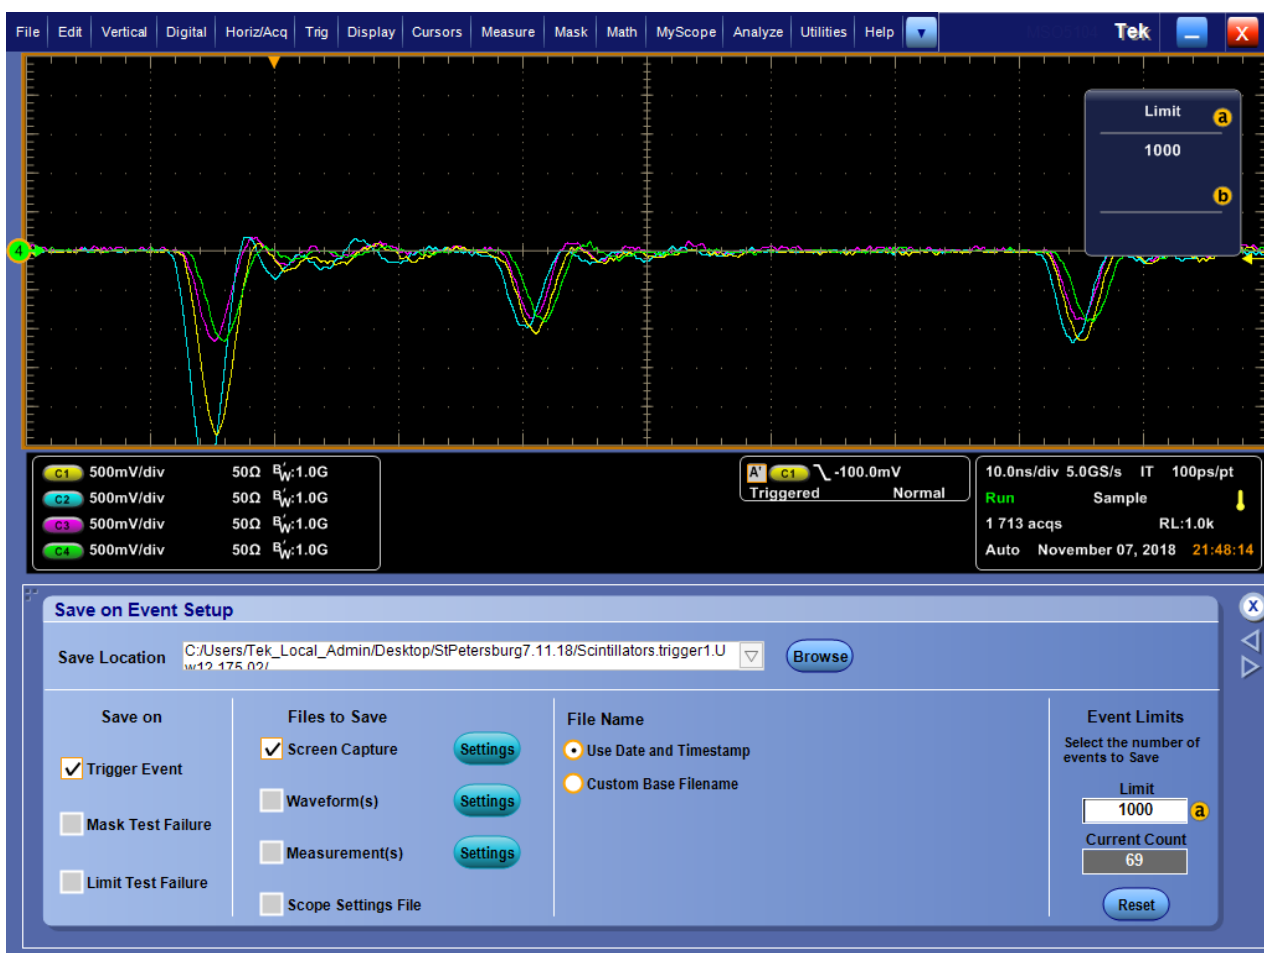 File Edit Vertical Digital Horiz/Acq Trig Display Cursors Measure Mask Math MyScope Analyze Utilities Help Tek X
Limit a
1000
b
4
C1 500mV/div 50Ω BW:1.0G
C2 500mV/div 50Ω BW:1.0G
C3 500mV/div 50Ω BW:1.0G
C4 500mV/div 50Ω BW:1.0G
A' C1 -100.0mV
Triggered Normal
10.0ns/div 5.0GS/s IT 100ps/pt
Run Sample
1 713 acqs RL:1.0k
Auto November 07, 2018 21:48:14
Save on Event Setup X
Save Location C:/Users/Tek_Local_Admin/Desktop/StPetersburg7.11.18/Scintillators.trigger1.U
w12.175.02/
Browse
Save on
Trigger Event
Mask Test Failure
Limit Test Failure
Files to Save
Screen Capture Settings
Waveform(s) Settings
Measurement(s) Settings
Scope Settings File
File Name
Use Date and Timestamp
Custom Base Filename
Event Limits
Select the number of
events to Save
Limit
1000 a
Current Count
69
Reset